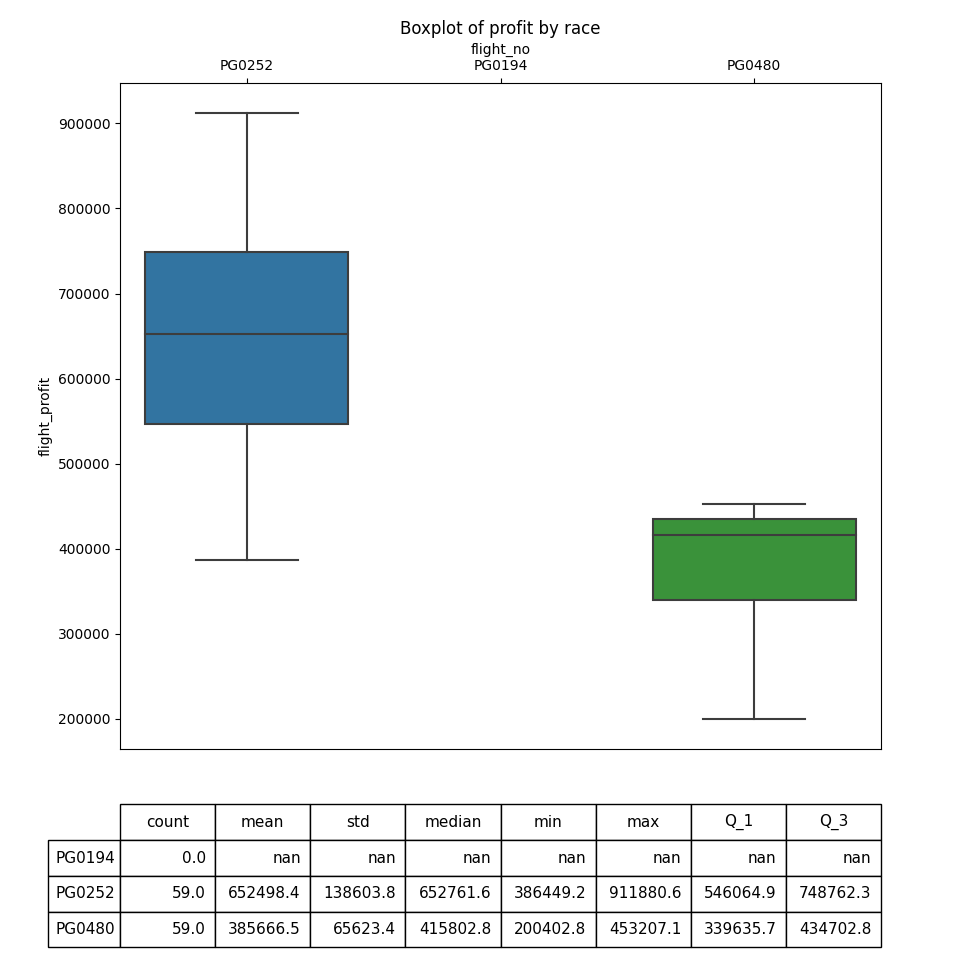 Boxplot of profit by race
flight_no
PG0252 PG0194 PG0480
900000
800000
700000
600000
500000
400000
300000
200000
flight_profit
count mean std median min max Q_1 Q_3
PG0194 0.0 nan nan nan nan nan nan nan
PG0252 59.0 652498.4 138603.8 652761.6 386449.2 911880.6 546064.9 748762.3
PG0480 59.0 385666.5 65623.4 415802.8 200402.8 453207.1 339635.7 434702.8